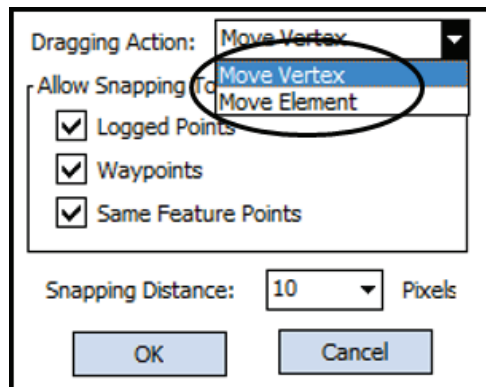 Dragging Action: Move Vertex
Move Vertex
Allow Snapping To
Move Element
Logged Points
Waypoints
Same Feature Points
Snapping Distance: 10 Pixels
OK Cancel